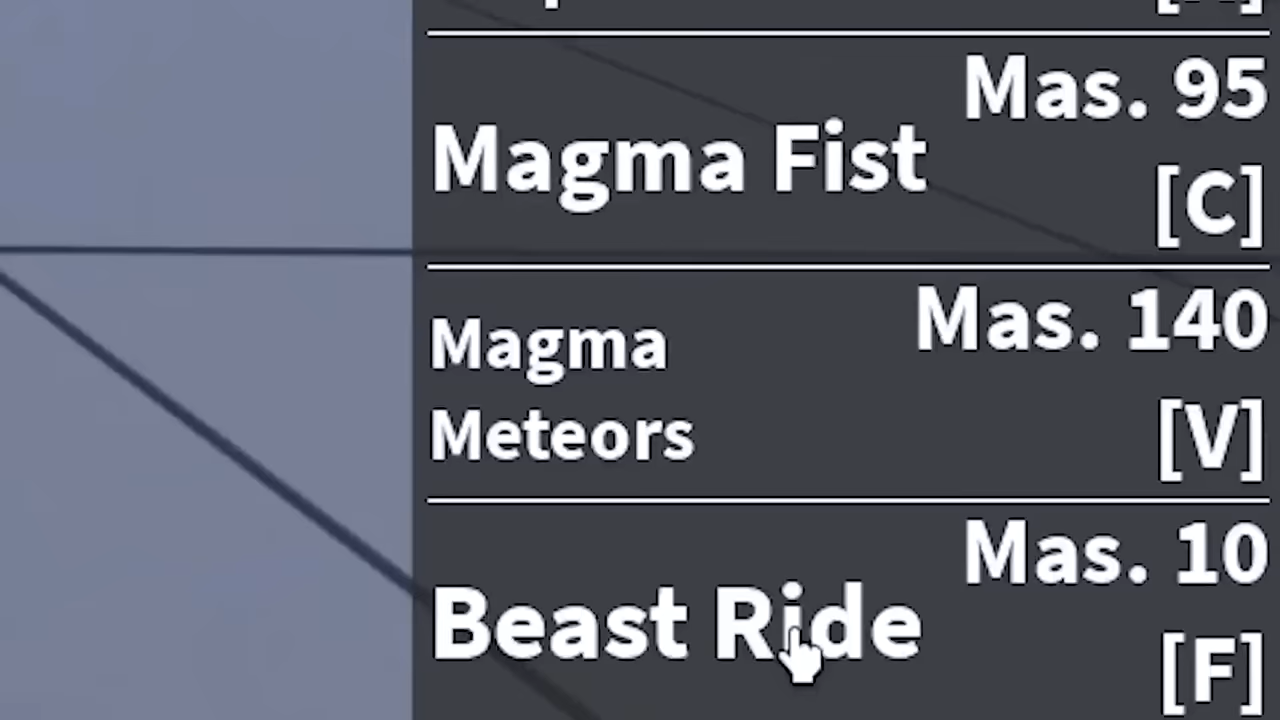 Mas. 95
Magma Fist
[C]
Mas. 140
Magma
Meteors
[V]
Mas. 10
Beast Ride
[F]